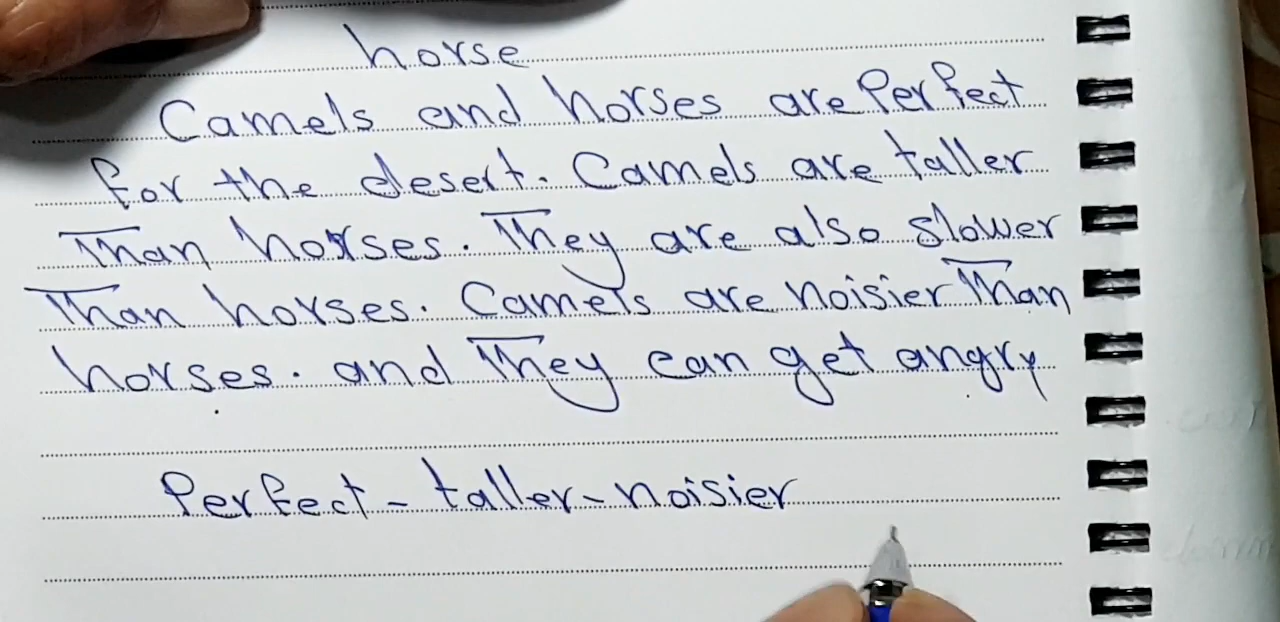 horse
Camels and horses are Perfect
for the desert. Camels are taller
Than horses. They are also slower
Than horses. Camels are noisier Than
horses. and They can get angry
Perfect - taller - noisier